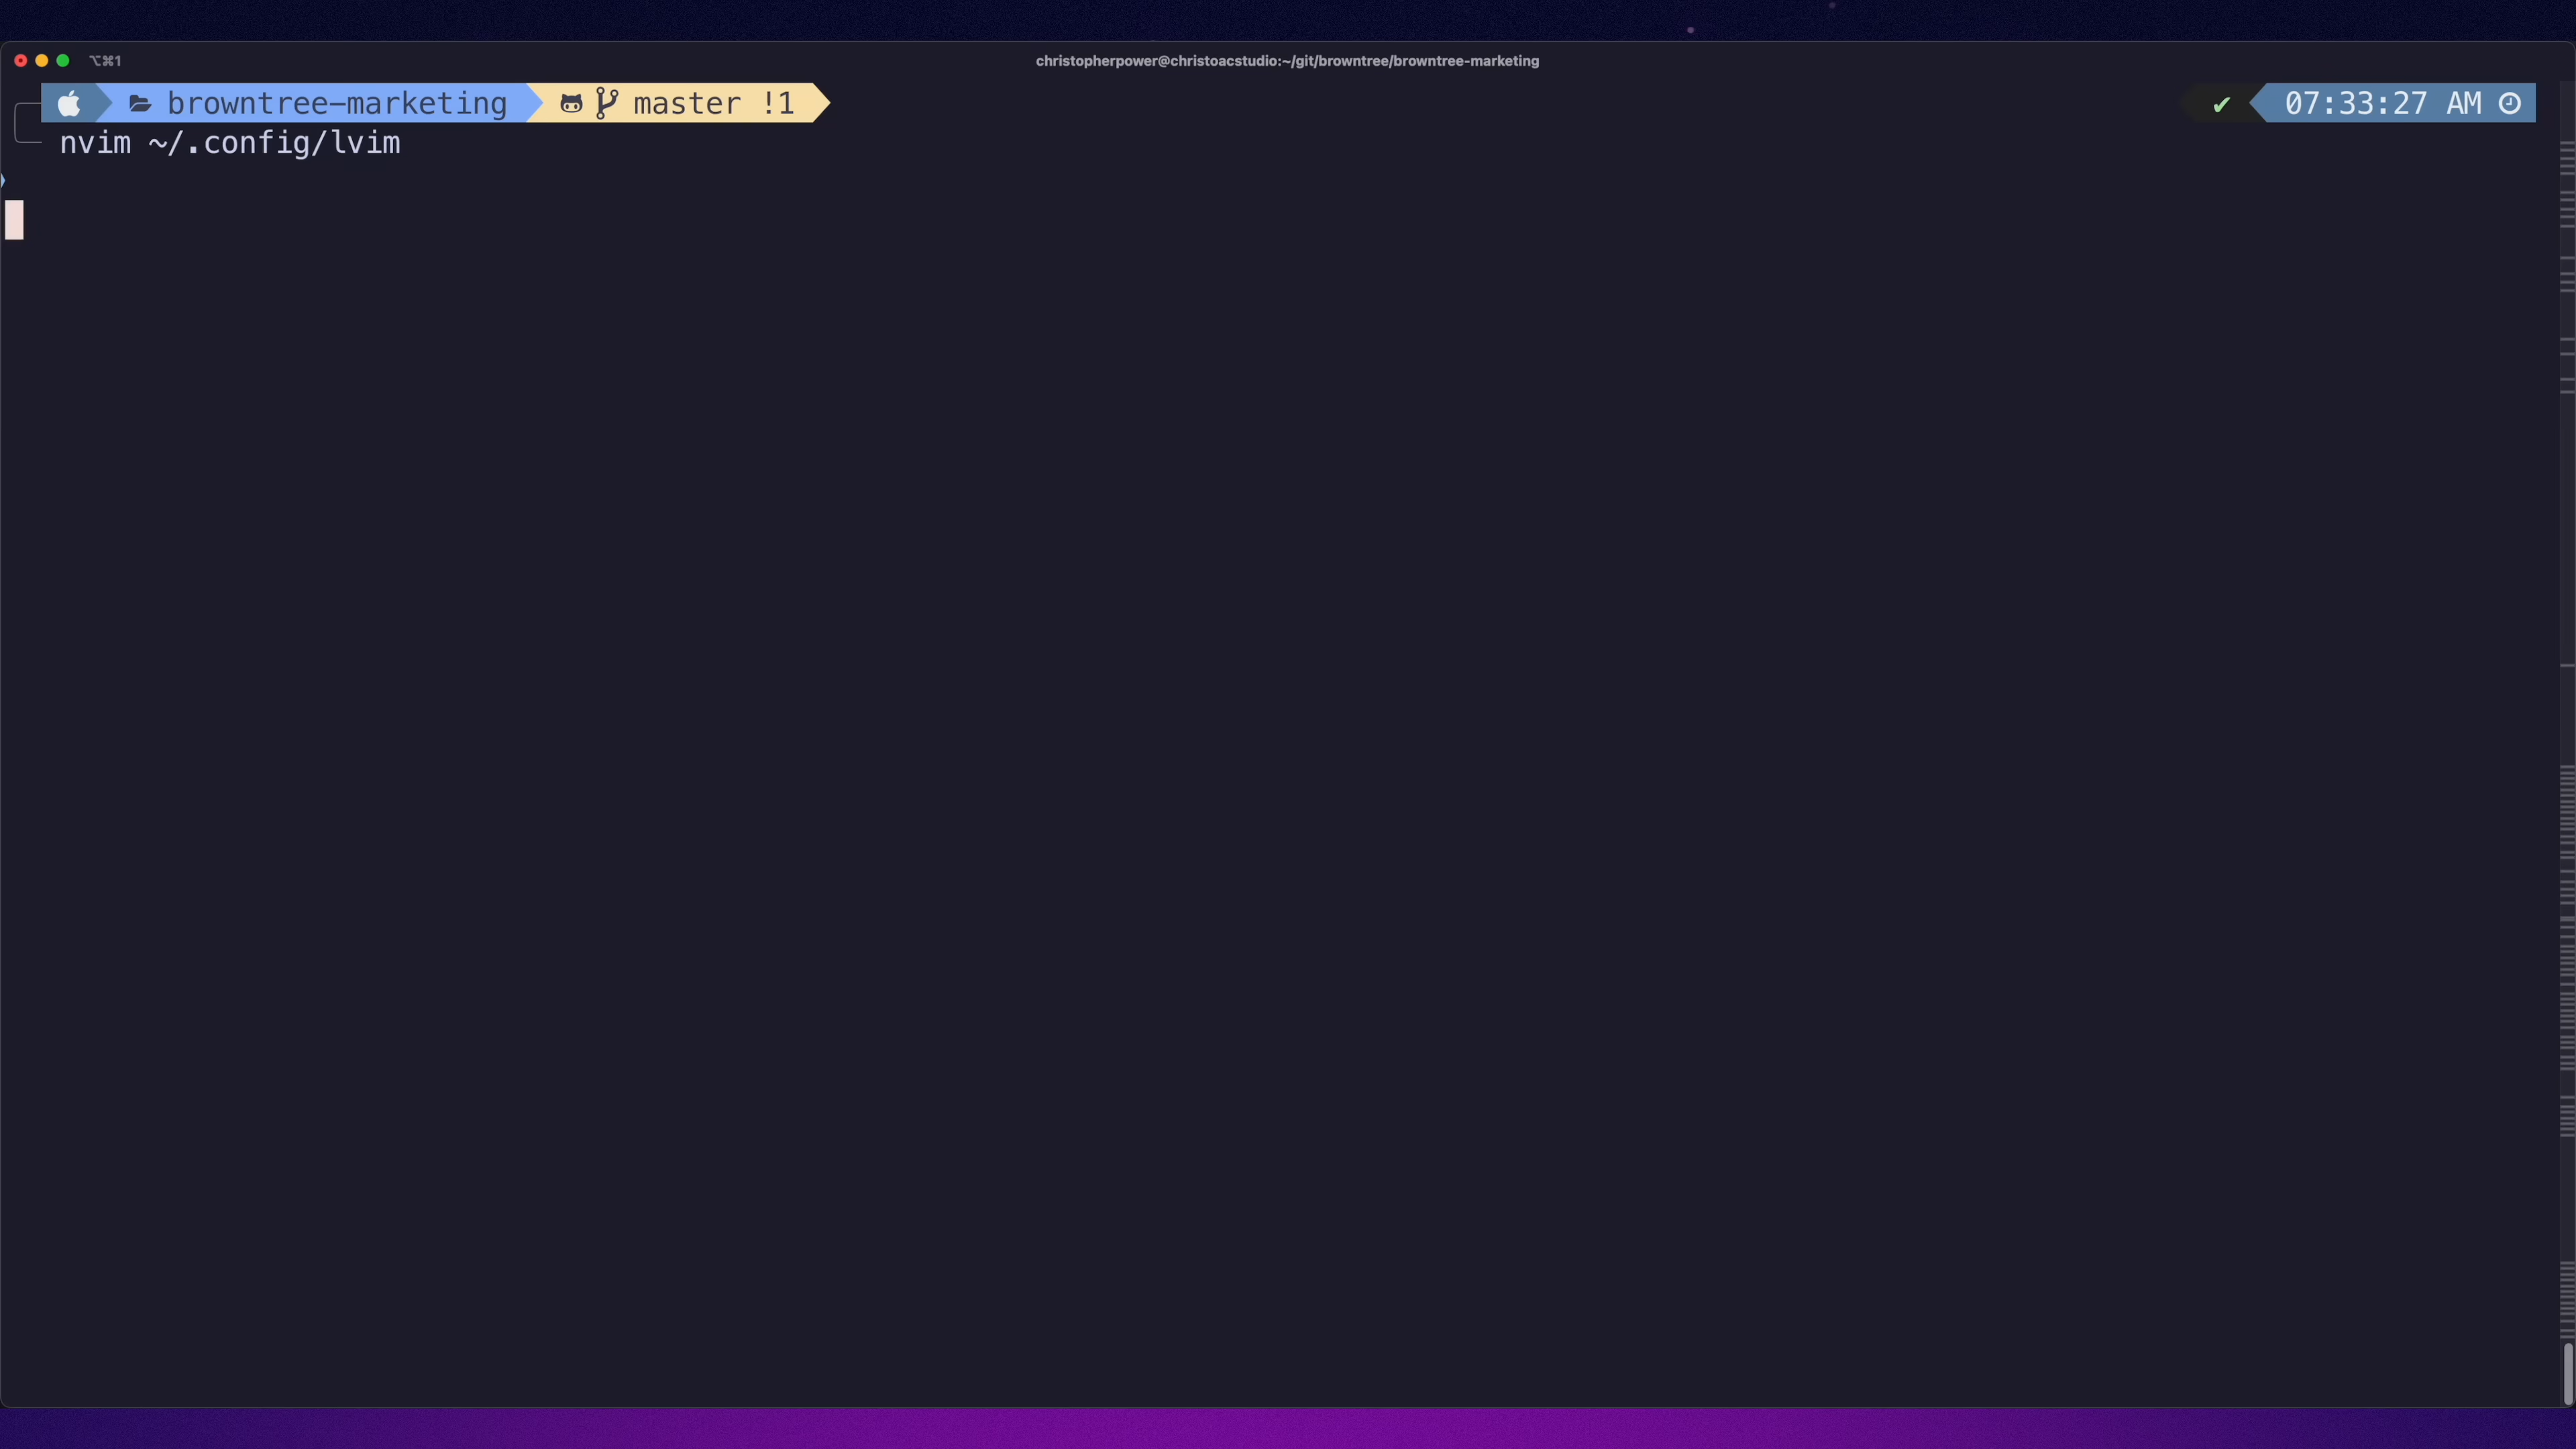 ⌥⌘1
christopherpower@christoacstudio:~/git/browntree/browntree-marketing
browntree-marketing master !1 ✔ 07:33:27 AM
nvim ~/.config/lvim